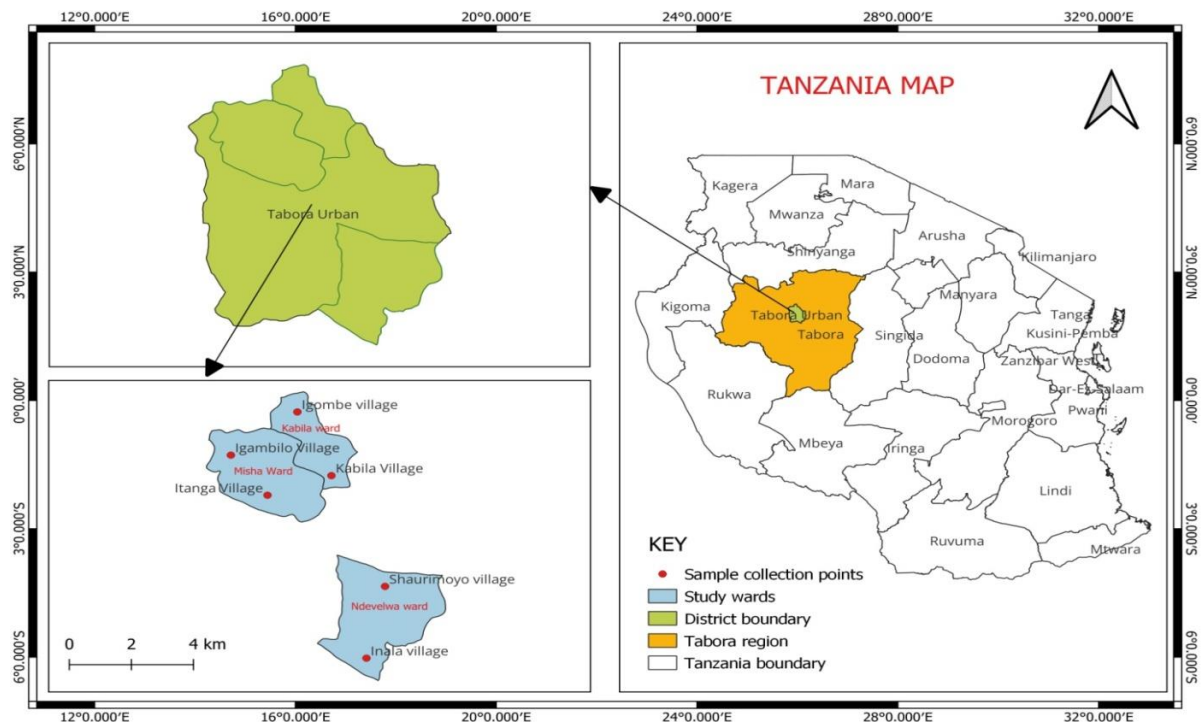 12°0.000'E 16°0.000'E 20°0.000'E 24°0.000'E 28°0.000'E 32°0.000'E
6°0.000'N
3°0.000'N
0°0.000'
3°0.000'S
6°0.000'S
Tabora Urban
Igombe village
Kabila ward
Igambilo Village
Misha Ward
Kabila Village
Itanga Village
Shaurimoyo village
Ndevelwa ward
Inala village
0 2 4 km
TANZANIA MAP
Kagera
Mara
Mwanza
Arusha
Shinyanga
Kilimanjaro
Kigoma
Manyara
Tabora Urban
Tanga
Tabora
Singida
Kusini-Pemba
Dodoma
Zanzibar West
Rukwa
Dar-Es-Salaam
Pwani
Morogoro
Mbeya
Iringa
Lindi
Ruvuma
Mtwara
KEY
Sample collection points
Study wards
District boundary
Tabora region
Tanzania boundary
6°0.000'N
3°0.000'N
0°0.000'
3°0.000'S
6°0.000'S
12°0.000'E 16°0.000'E 20°0.000'E 24°0.000'E 28°0.000'E 32°0.000'E